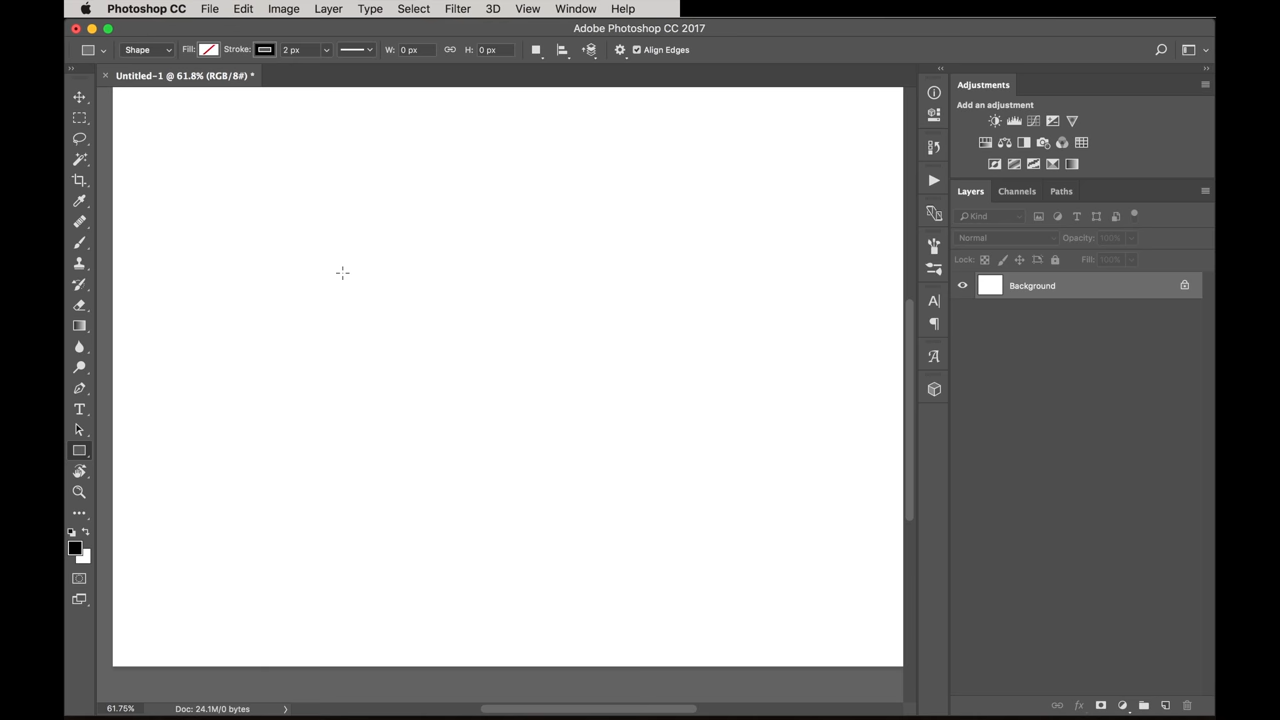 Photoshop CC File Edit Image Layer Type Select Filter 3D View Window Help
Adobe Photoshop CC 2017
Shape Fill: Stroke: 2 px W: 0 px H: 0 px Align Edges
Untitled-1 @ 61.8% (RGB/8#) *
Adjustments
Add an adjustment
Layers Channels Paths
Kind
Normal Opacity: 100%
Lock: Fill: 100%
Background
61.75% Doc: 24.1M/0 bytes